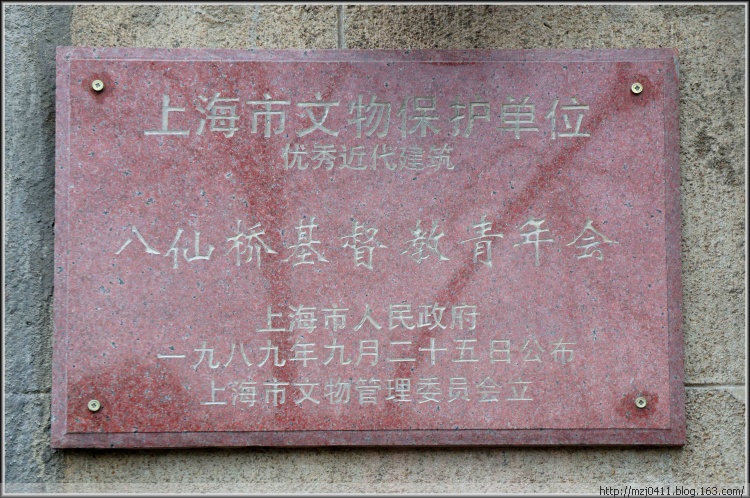 上海市文物保护单位
优秀近代建筑
八仙桥基督教青年会
上海市人民政府
一九八九年九月二十五日公布
上海市文物管理委员会立
http://mzj0411.blog.163.com/